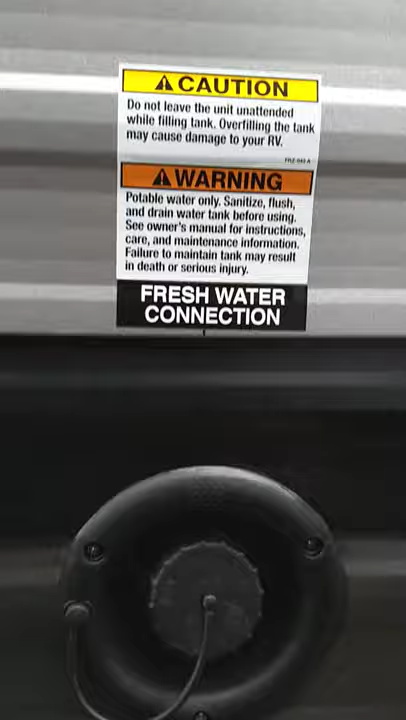 CAUTION
Do not leave the unit unattended
while filling tank. Overfilling the tank
may cause damage to your RV.
WARNING
Potable water only. Sanitize, flush,
and drain water tank before using.
See owner's manual for instructions,
care, and maintenance information.
Failure to maintain tank may result
in death or serious injury.
FRESH WATER
CONNECTION